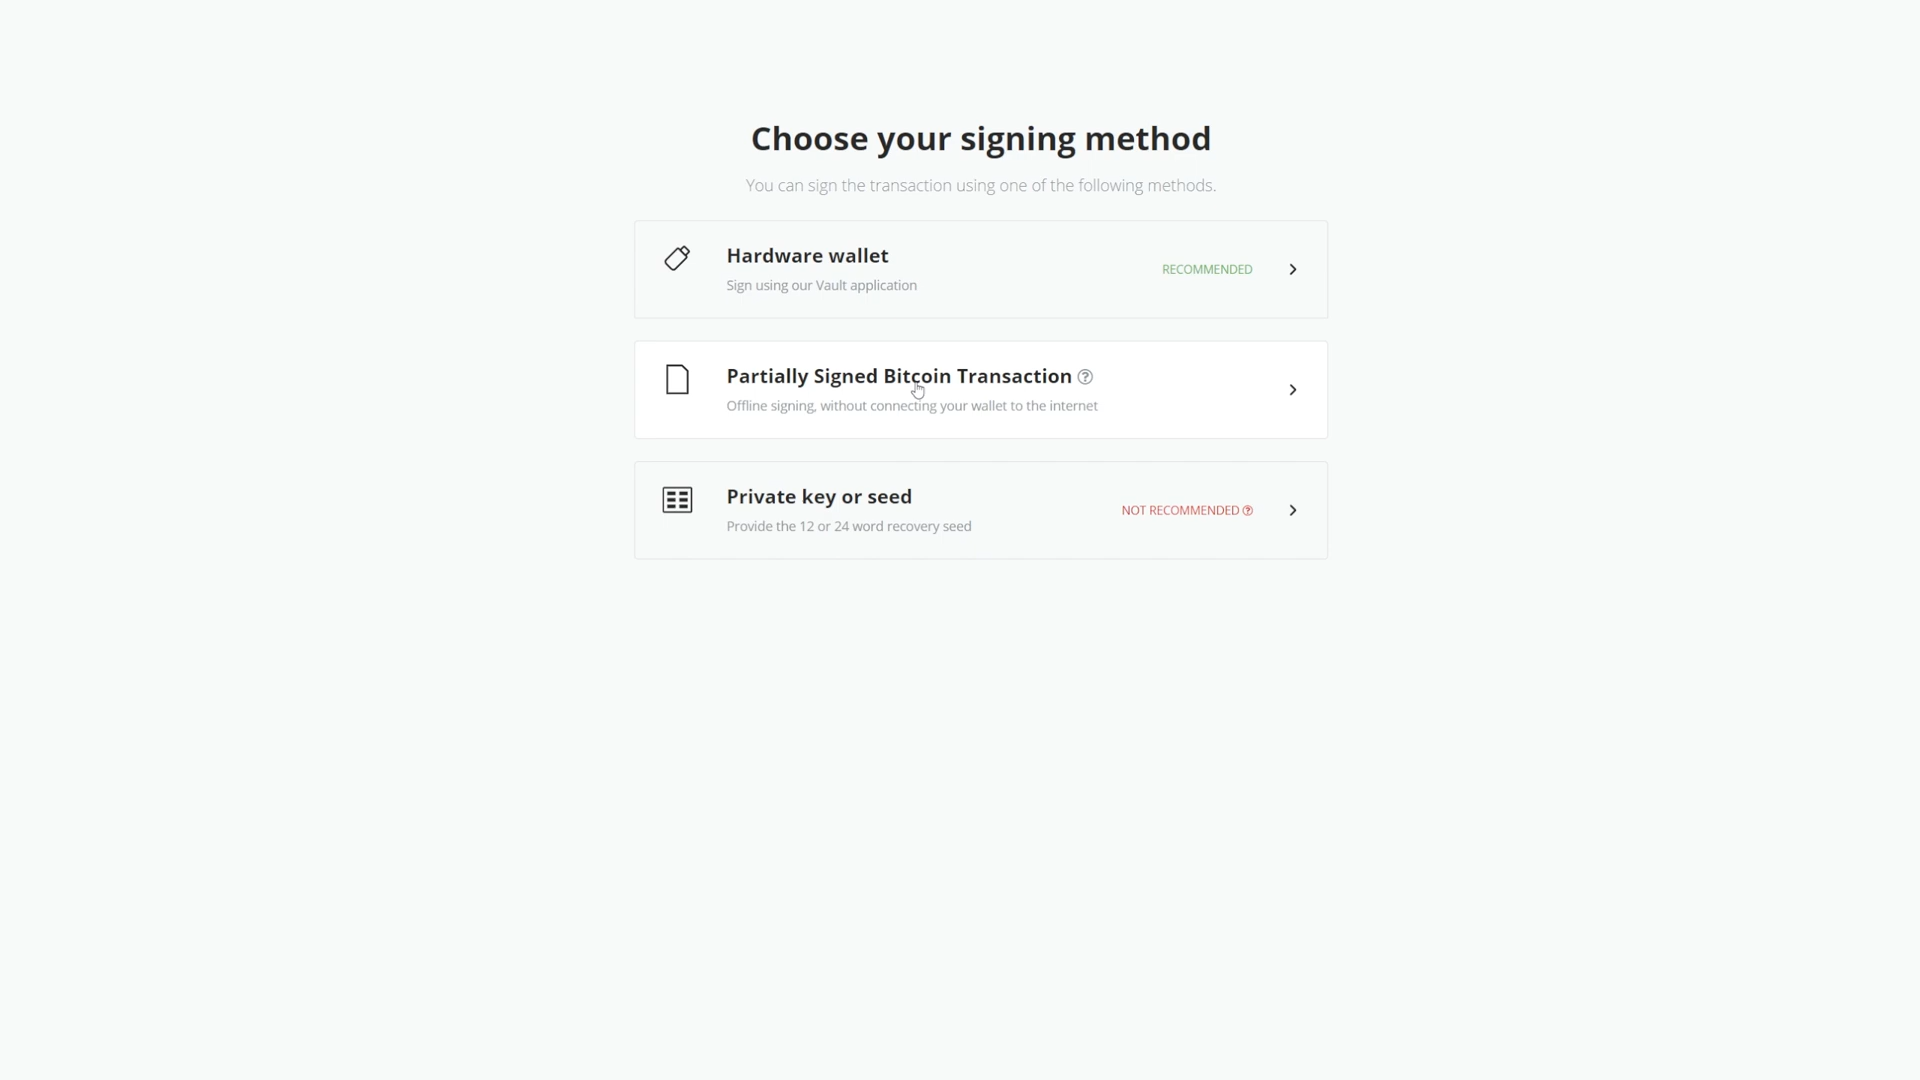 Choose your signing method
You can sign the transaction using one of the following methods.
Hardware wallet
Sign using our Vault application
RECOMMENDED
Partially Signed Bitcoin Transaction ?
Offline signing, without connecting your wallet to the internet
Private key or seed
Provide the 12 or 24 word recovery seed
NOT RECOMMENDED ?